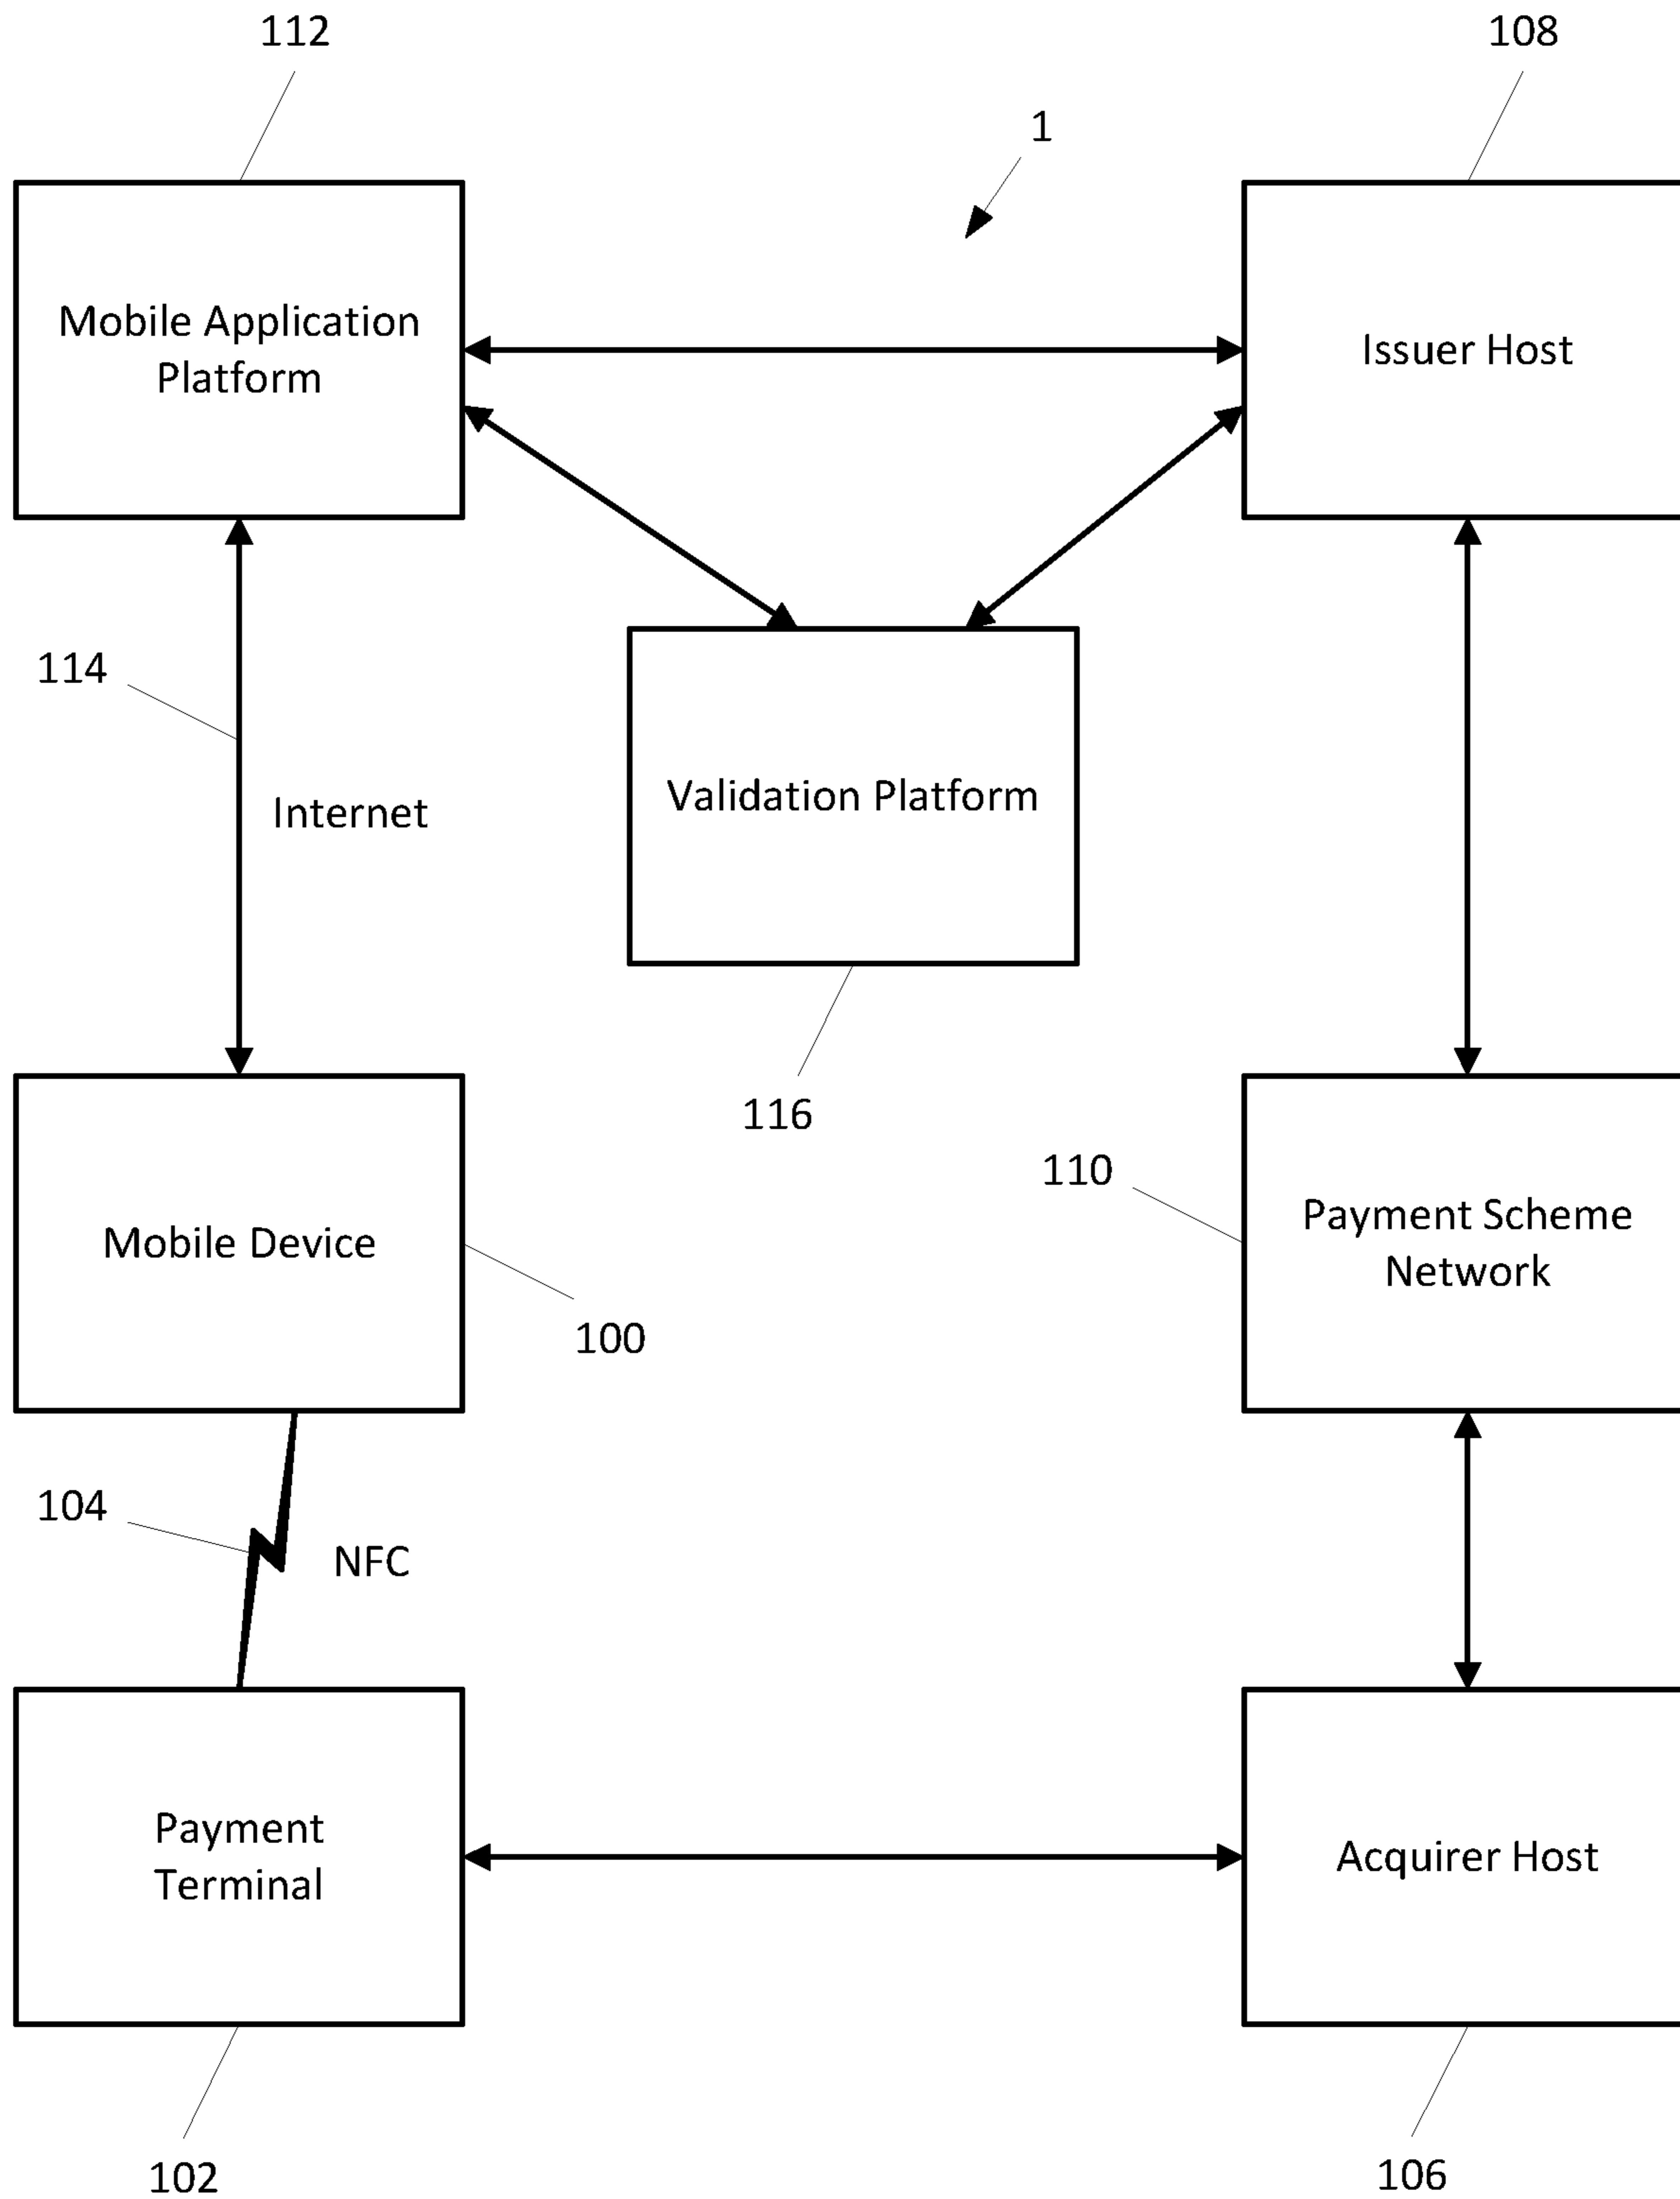 112
108
1
Mobile Application
Platform
Issuer Host
114
Internet
Validation Platform
116
110
Mobile Device
Payment Scheme
Network
100
104
NFC
Payment
Terminal
Acquirer Host
102
106